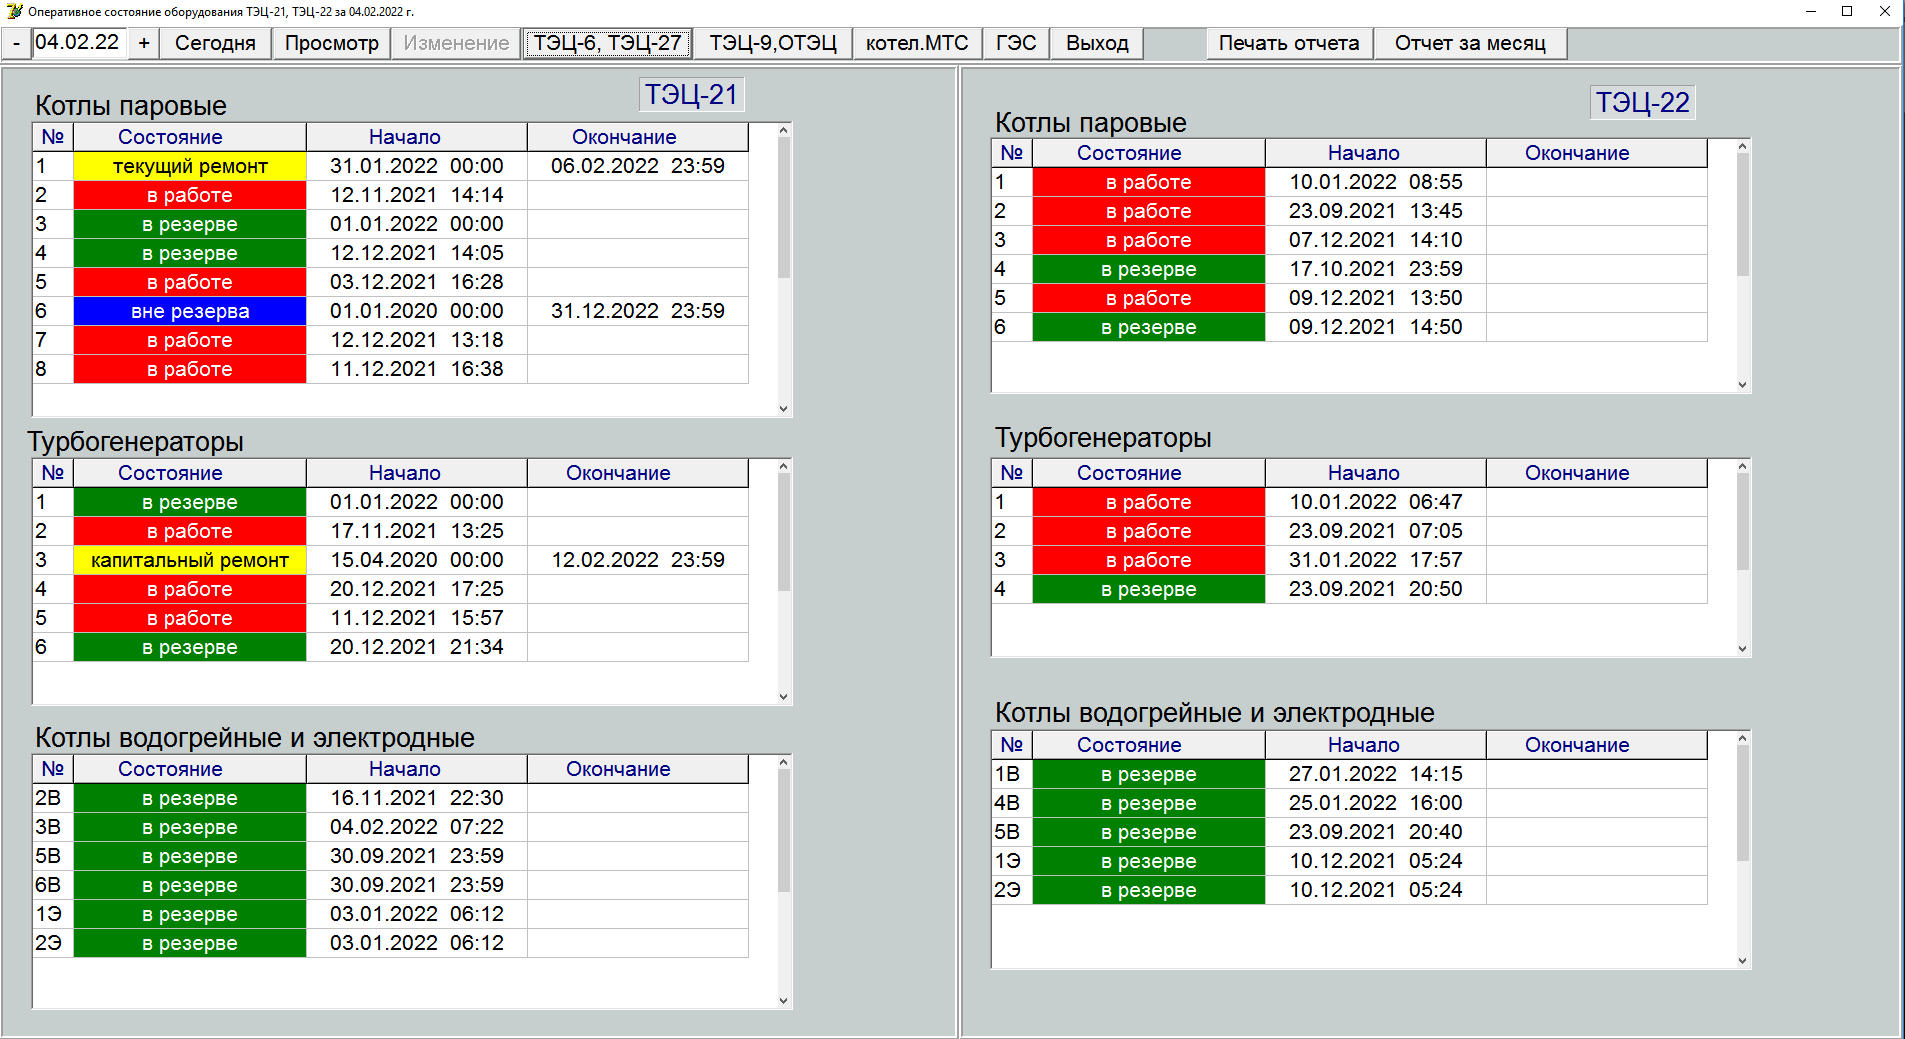 Оперативное состояние оборудования ТЭЦ-21, ТЭЦ-22 за 04.02.2022 г.
- 04.02.22 + Сегодня Просмотр Изменение ТЭЦ-6, ТЭЦ-27 ТЭЦ-9,ОТЭЦ котел.МТС ГЭС Выход Печать отчета Отчет за месяц
ТЭЦ-21
Котлы паровые
№ Состояние Начало Окончание
1 текущий ремонт 31.01.2022 00:00 06.02.2022 23:59
2 в работе 12.11.2021 14:14
3 в резерве 01.01.2022 00:00
4 в резерве 12.12.2021 14:05
5 в работе 03.12.2021 16:28
6 вне резерва 01.01.2020 00:00 31.12.2022 23:59
7 в работе 12.12.2021 13:18
8 в работе 11.12.2021 16:38
Турбогенераторы
№ Состояние Начало Окончание
1 в резерве 01.01.2022 00:00
2 в работе 17.11.2021 13:25
3 капитальный ремонт 15.04.2020 00:00 12.02.2022 23:59
4 в работе 20.12.2021 17:25
5 в работе 11.12.2021 15:57
6 в резерве 20.12.2021 21:34
Котлы водогрейные и электродные
№ Состояние Начало Окончание
2В в резерве 16.11.2021 22:30
3В в резерве 04.02.2022 07:22
5В в резерве 30.09.2021 23:59
6В в резерве 30.09.2021 23:59
1Э в резерве 03.01.2022 06:12
2Э в резерве 03.01.2022 06:12
ТЭЦ-22
Котлы паровые
№ Состояние Начало Окончание
1 в работе 10.01.2022 08:55
2 в работе 23.09.2021 13:45
3 в работе 07.12.2021 14:10
4 в резерве 17.10.2021 23:59
5 в работе 09.12.2021 13:50
6 в резерве 09.12.2021 14:50
Турбогенераторы
№ Состояние Начало Окончание
1 в работе 10.01.2022 06:47
2 в работе 23.09.2021 07:05
3 в работе 31.01.2022 17:57
4 в резерве 23.09.2021 20:50
Котлы водогрейные и электродные
№ Состояние Начало Окончание
1В в резерве 27.01.2022 14:15
4В в резерве 25.01.2022 16:00
5В в резерве 23.09.2021 20:40
1Э в резерве 10.12.2021 05:24
2Э в резерве 10.12.2021 05:24